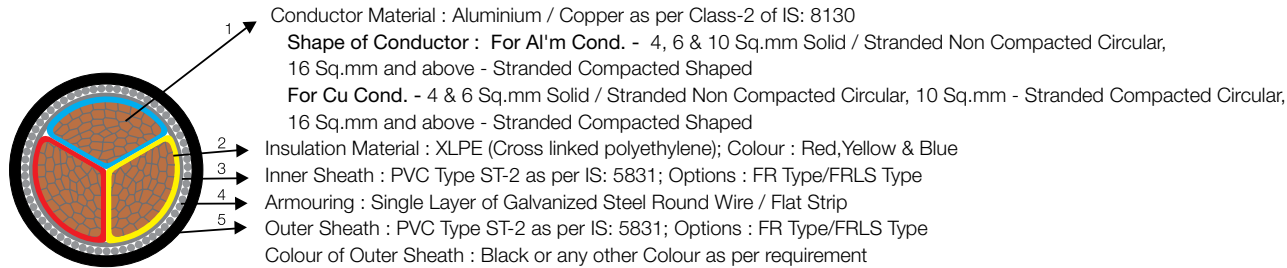 1 Conductor Material : Aluminium / Copper as per Class-2 of IS: 8130
Shape of Conductor : For Al'm Cond. - 4, 6 & 10 Sq.mm Solid / Stranded Non Compacted Circular,
16 Sq.mm and above - Stranded Compacted Shaped
For Cu Cond. - 4 & 6 Sq.mm Solid / Stranded Non Compacted Circular, 10 Sq.mm - Stranded Compacted Circular,
16 Sq.mm and above - Stranded Compacted Shaped
2 Insulation Material : XLPE (Cross linked polyethylene); Colour : Red,Yellow & Blue
3 Inner Sheath : PVC Type ST-2 as per IS: 5831; Options : FR Type/FRLS Type
4 Armouring : Single Layer of Galvanized Steel Round Wire / Flat Strip
5 Outer Sheath : PVC Type ST-2 as per IS: 5831; Options : FR Type/FRLS Type
Colour of Outer Sheath : Black or any other Colour as per requirement